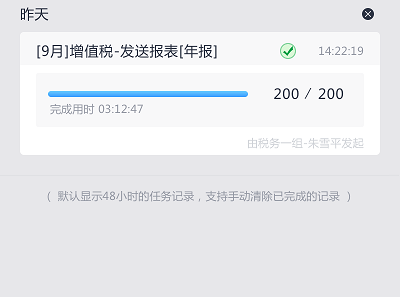 昨天
[9月]增值税-发送报表[年报] 14:22:19
200 / 200
完成用时 03:12:47
由税务一组-朱雪平发起
( 默认显示48小时的任务记录，支持手动清除已完成的记录 )